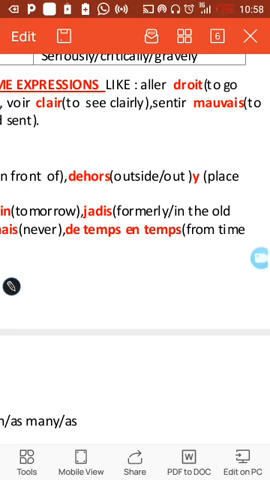 10:58
Edit
6
Seriously/critically/gravely
ME EXPRESSIONS LIKE : aller droit(to go
, voir clair(to see clairly),sentir mauvais(to
d sent).
n front of),dehors(outside/out )y (place
in(tomorrow),jadis(formerly/in the old
ais(never),de temps en temps(from time
n/as many/as
Tools Mobile View Share PDF to DOC Edit on PC